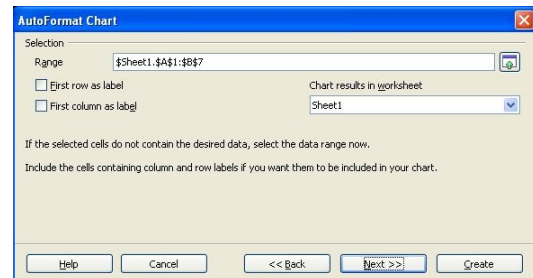 AutoFormat Chart
Selection
Range $Sheet1.$A$1:$B$7
First row as label Chart results in worksheet
First column as label Sheet1
If the selected cells do not contain the desired data, select the data range now.
Include the cells containing column and row labels if you want them to be included in your chart.
Help Cancel << Back Next >> Create